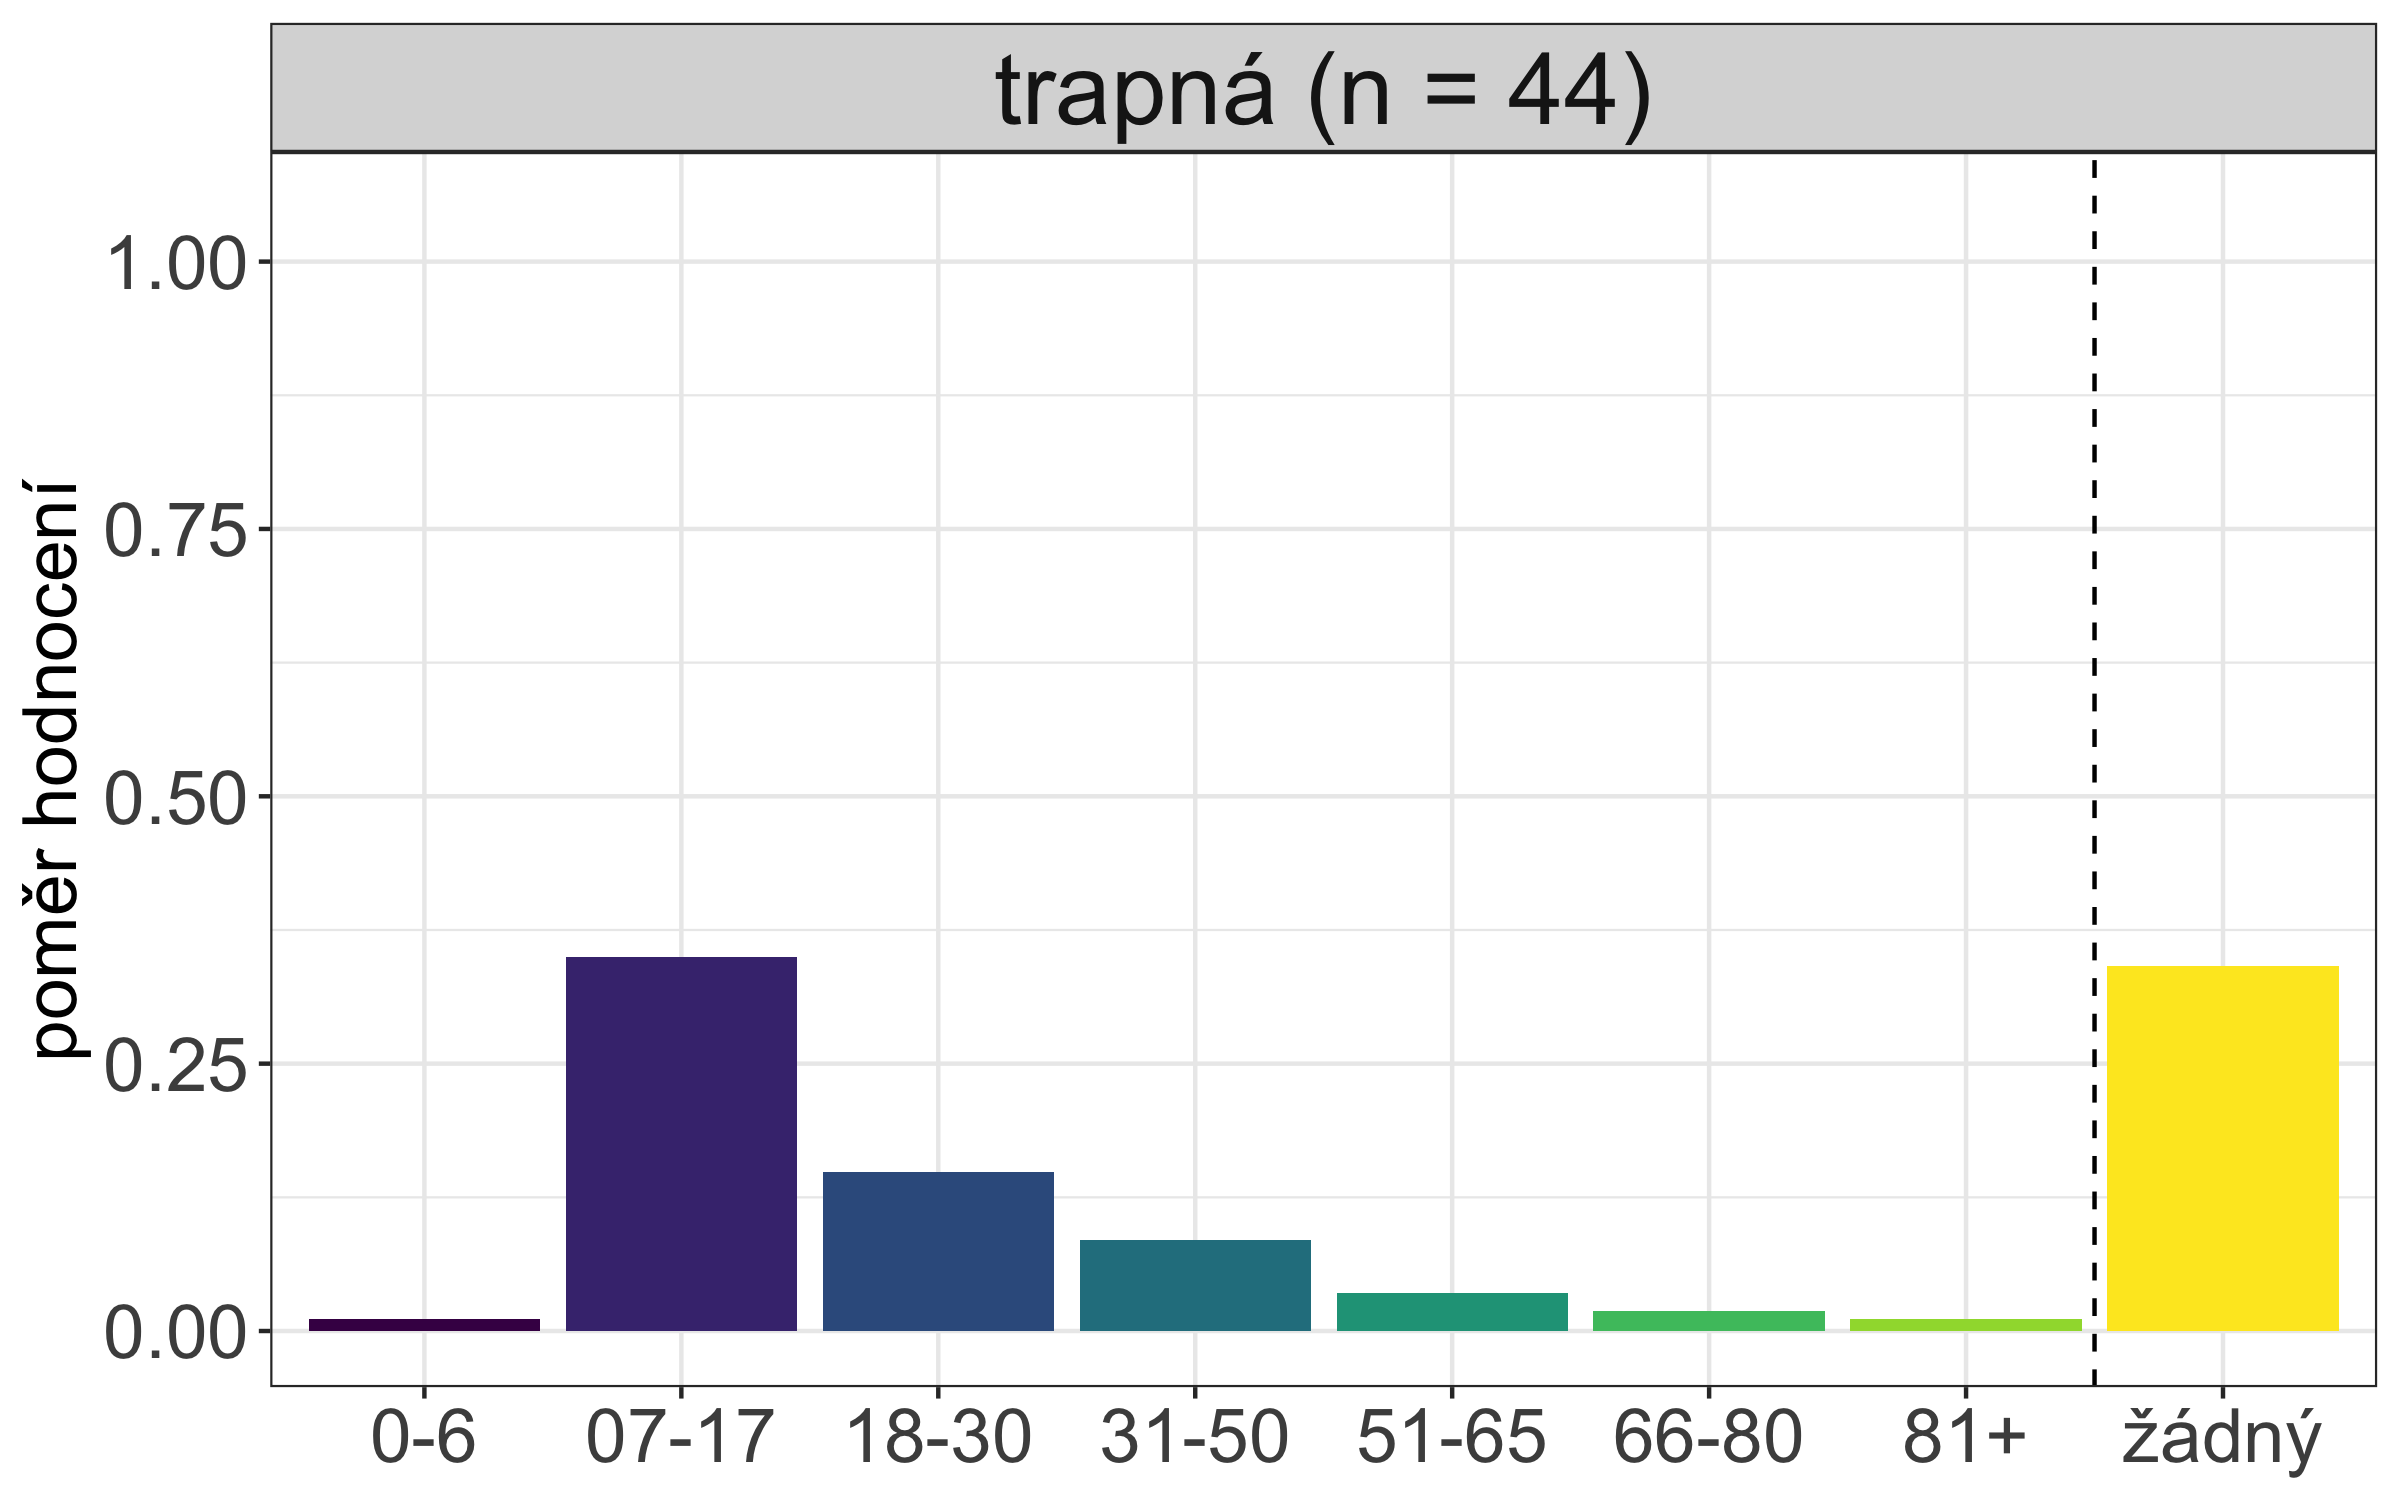 trapná (n = 44)
poměr hodnocení
1.00
0.75
0.50
0.25
0.00
0-6 07-17 18-30 31-50 51-65 66-80 81+ žádný